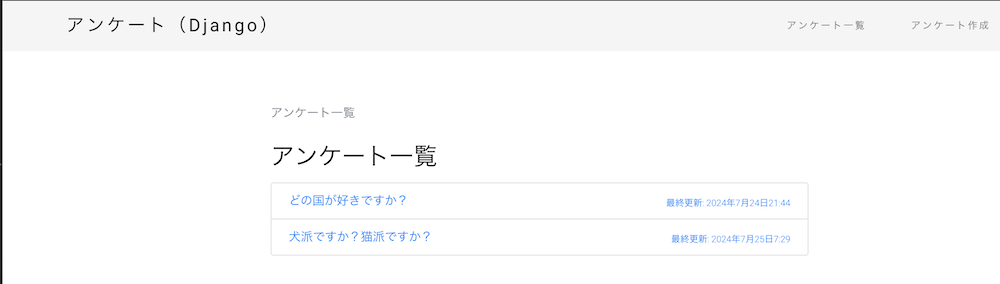 アンケート（Django）
アンケート一覧
アンケート作成
アンケート一覧
アンケート一覧
どの国が好きですか？
最終更新: 2024年7月24日21:44
犬派ですか？猫派ですか？
最終更新: 2024年7月25日7:29